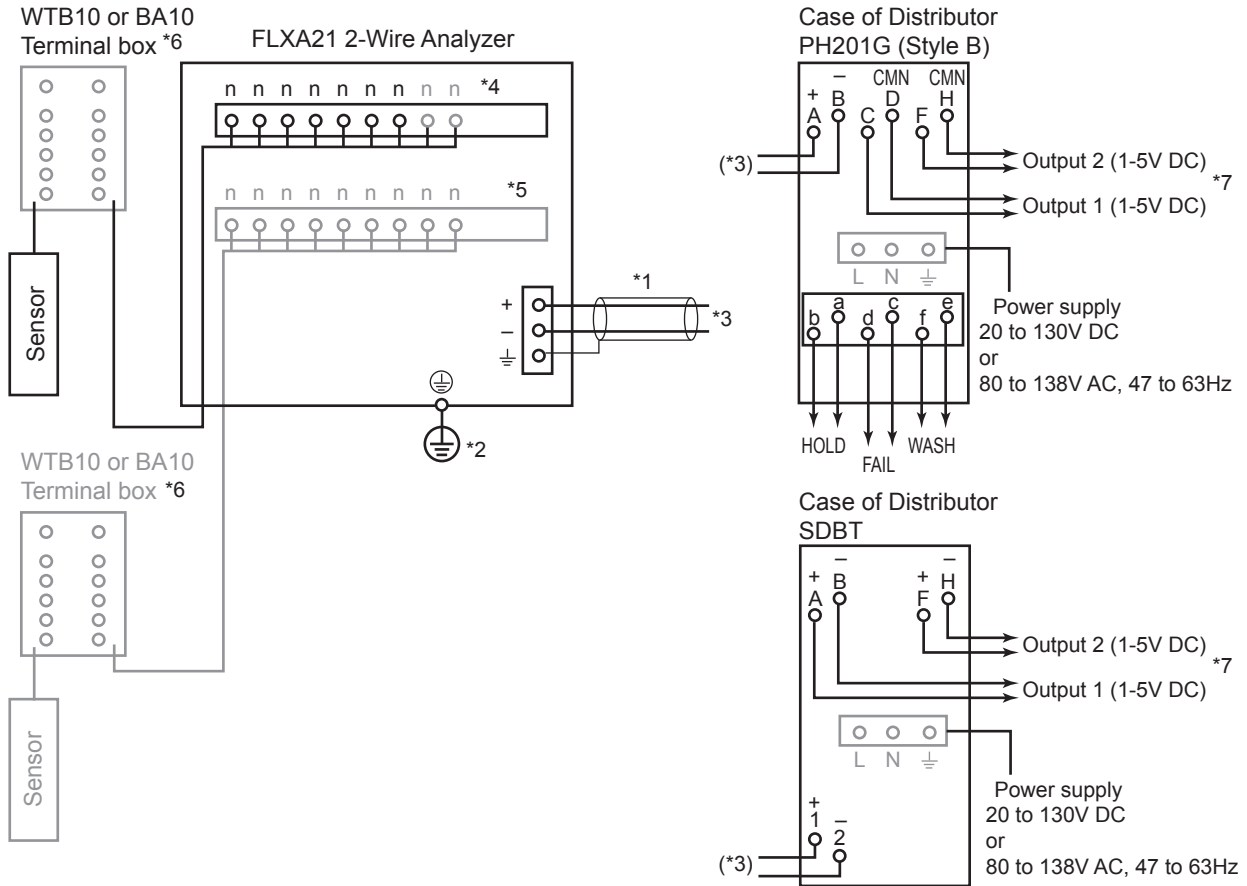 WTB10 or BA10
Terminal box *6
Sensor
FLXA21 2-Wire Analyzer
n n n n n n n n *4
n n n n n n n n n *5
+
–
*1
*3
*2
WTB10 or BA10
Terminal box *6
Sensor
Case of Distributor
PH201G (Style B)
+ – CMN CMN
A B C D F H
(*3)
Output 2 (1-5V DC)
*7
Output 1 (1-5V DC)
L N
Power supply
20 to 130V DC
or
80 to 138V AC, 47 to 63Hz
b a d c f e
HOLD
FAIL
WASH
Case of Distributor
SDBT
+ – + –
A B F H
Output 2 (1-5V DC)
*7
Output 1 (1-5V DC)
L N
Power supply
20 to 130V DC
or
80 to 138V AC, 47 to 63Hz
+ –
1 2
(*3)